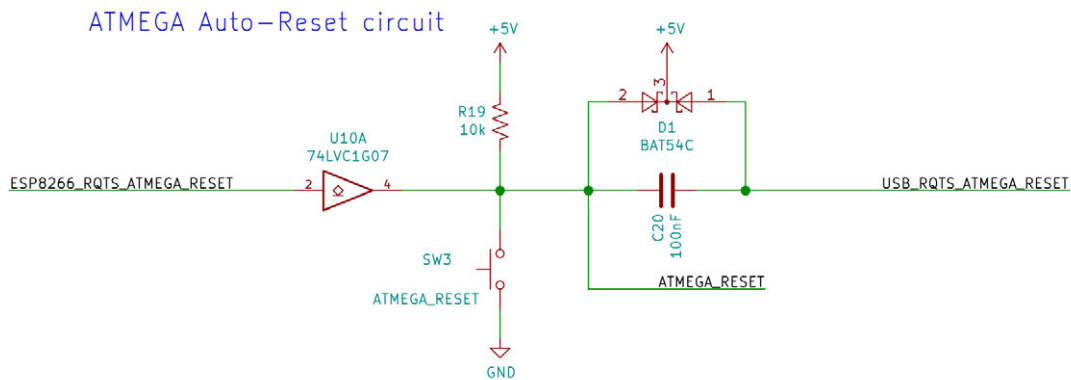 ATMEGA Auto-Reset circuit
+5V
+5V
R19
10k
2
3
1
D1
BAT54C
U10A
74LVC1G07
ESP8266_RQTS_ATMEGA_RESET
2
4
USB_RQTS_ATMEGA_RESET
C20
100nF
SW3
ATMEGA_RESET
ATMEGA_RESET
GND